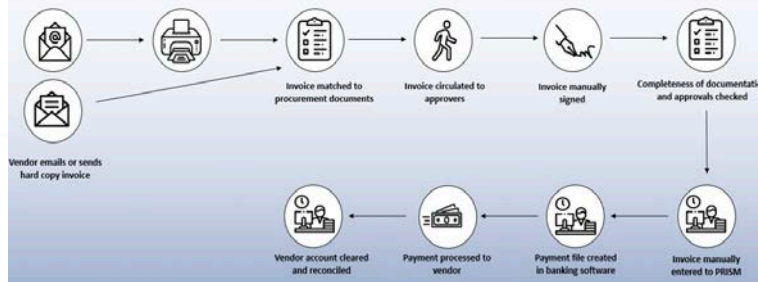 Invoice matched to
procurement documents
Invoice circulated to
approvers
Invoice manually
signed
Completeness of documentatio
and approvals checked
Vendor emails or sends
hard copy invoice
Vendor account cleared
and reconciled
Payment processed to
vendor
Payment file created
in banking software
Invoice manually
entered to PRISM